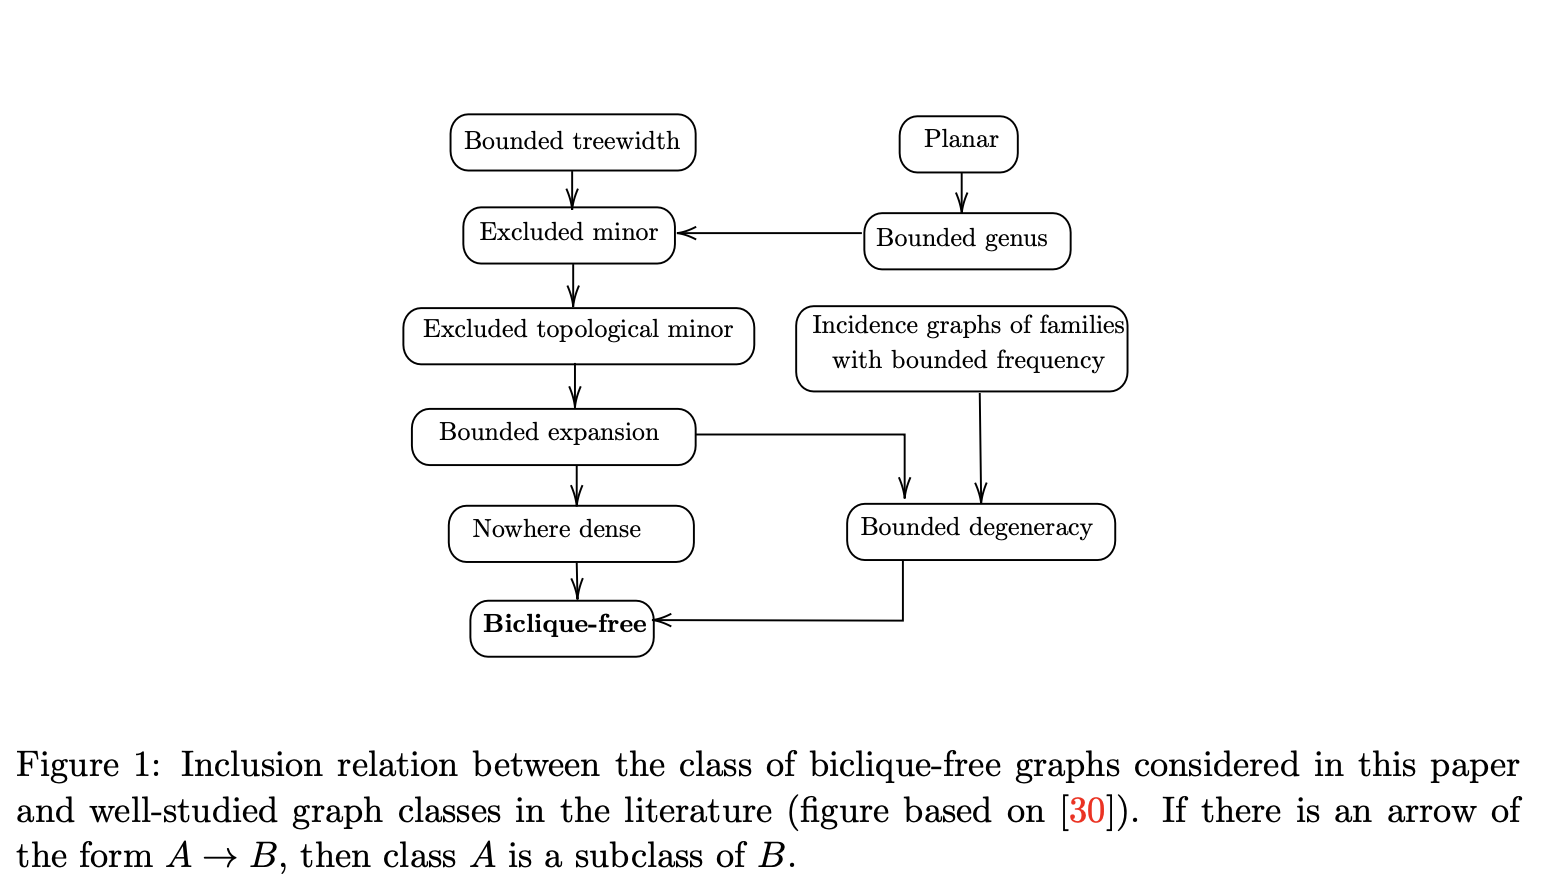 Bounded treewidth
Planar
Excluded minor
Bounded genus
Excluded topological minor
Incidence graphs of families
with bounded frequency
Bounded expansion
Nowhere dense
Bounded degeneracy
Biclique-free
Figure 1: Inclusion relation between the class of biclique-free graphs considered in this paper
and well-studied graph classes in the literature (figure based on [30]). If there is an arrow of
the form A → B, then class A is a subclass of B.